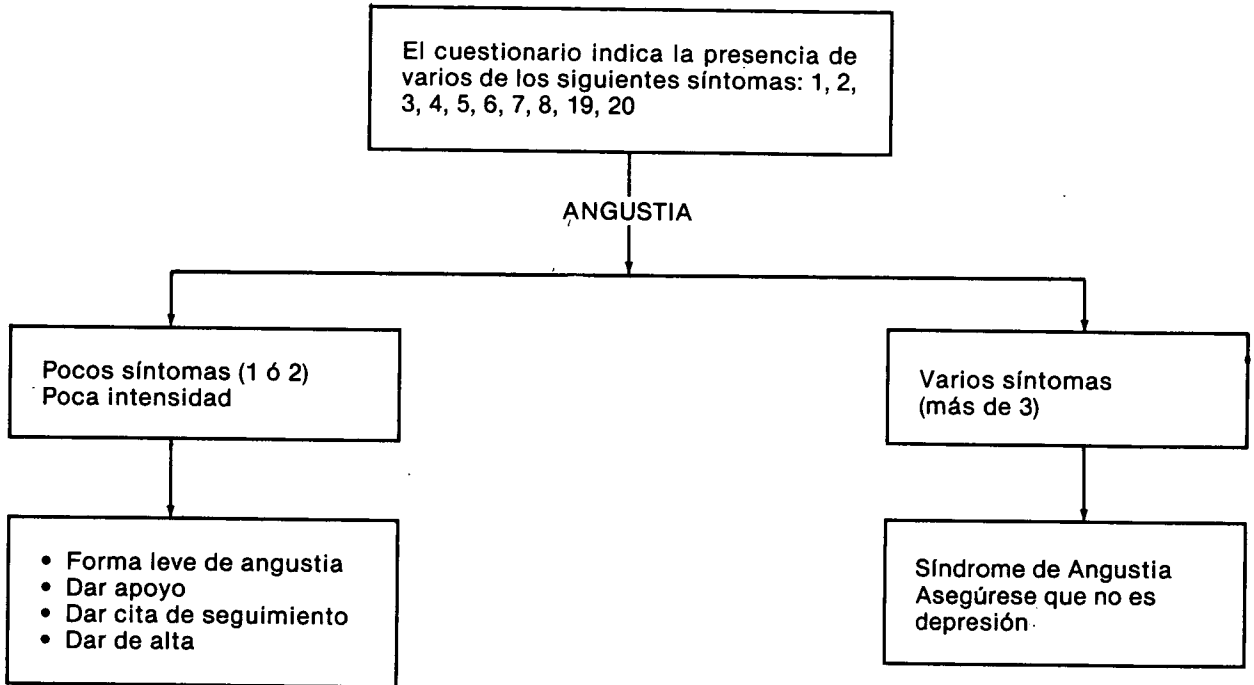 El cuestionario indica la presencia de
varios de los siguientes síntomas: 1, 2,
3, 4, 5, 6, 7, 8, 19, 20
ANGUSTIA
Pocos síntomas (1 ó 2)
Poca intensidad
Varios síntomas
(más de 3)
• Forma leve de angustia
• Dar apoyo
• Dar cita de seguimiento
• Dar de alta
Síndrome de Angustia
Asegúrese que no es
depresión